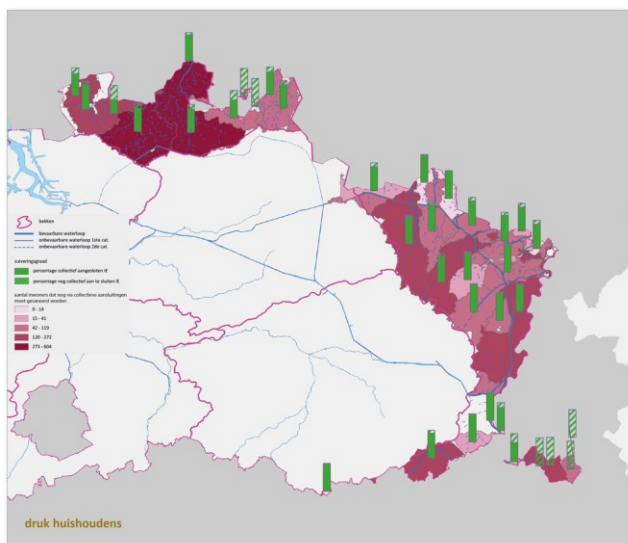 bekken
bevaarbare waterloop
onbevaarbare waterloop 1ste cat.
onbevaarbare waterloop 2de cat.
zuiveringsgraad
percentage collectief aangesloten IE
percentage nog collectief aan te sluiten IE
aantal inwoners dat nog via collectieve aansluitingen
moet gesaneerd worden
15 - 41
42 - 119
120 - 272
273 - 604
druk huishoudens